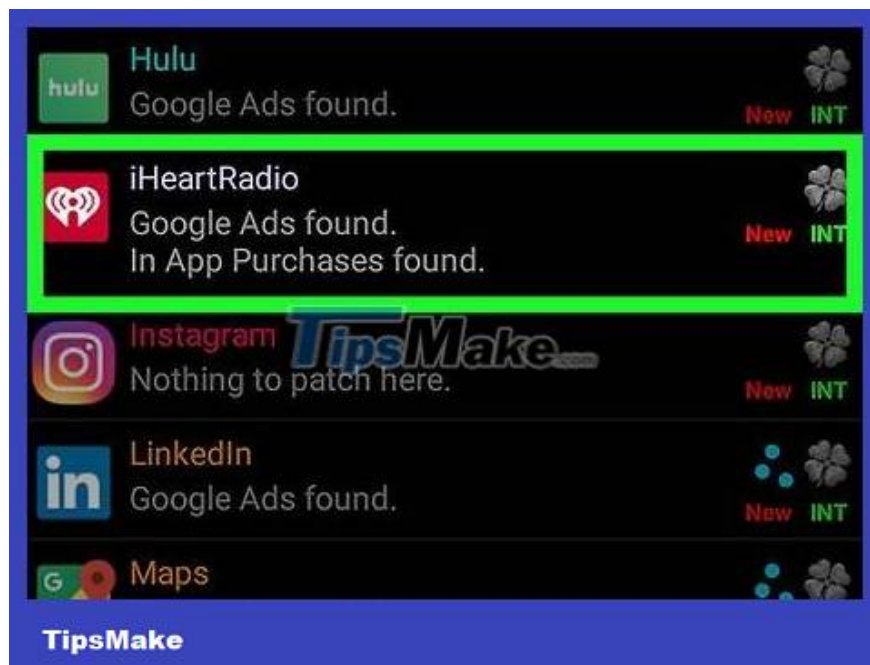 hulu
Hulu
Google Ads found.
New INT
iHeartRadio
Google Ads found.
New INT
In App Purchases found.
Instagram
TipsMake.com
Nothing to patch here.
New INT
in
LinkedIn
Google Ads found.
New INT
G
Maps
TipsMake